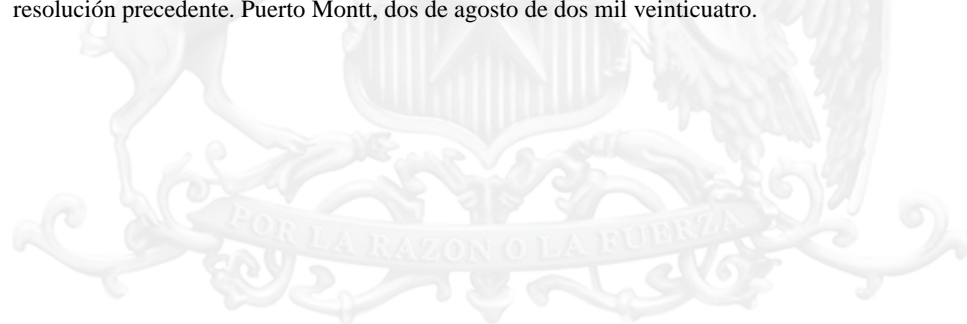 resolución precedente. Puerto Montt, dos de agosto de dos mil veinticuatro.
POR LA RAZON O LA FUERZA